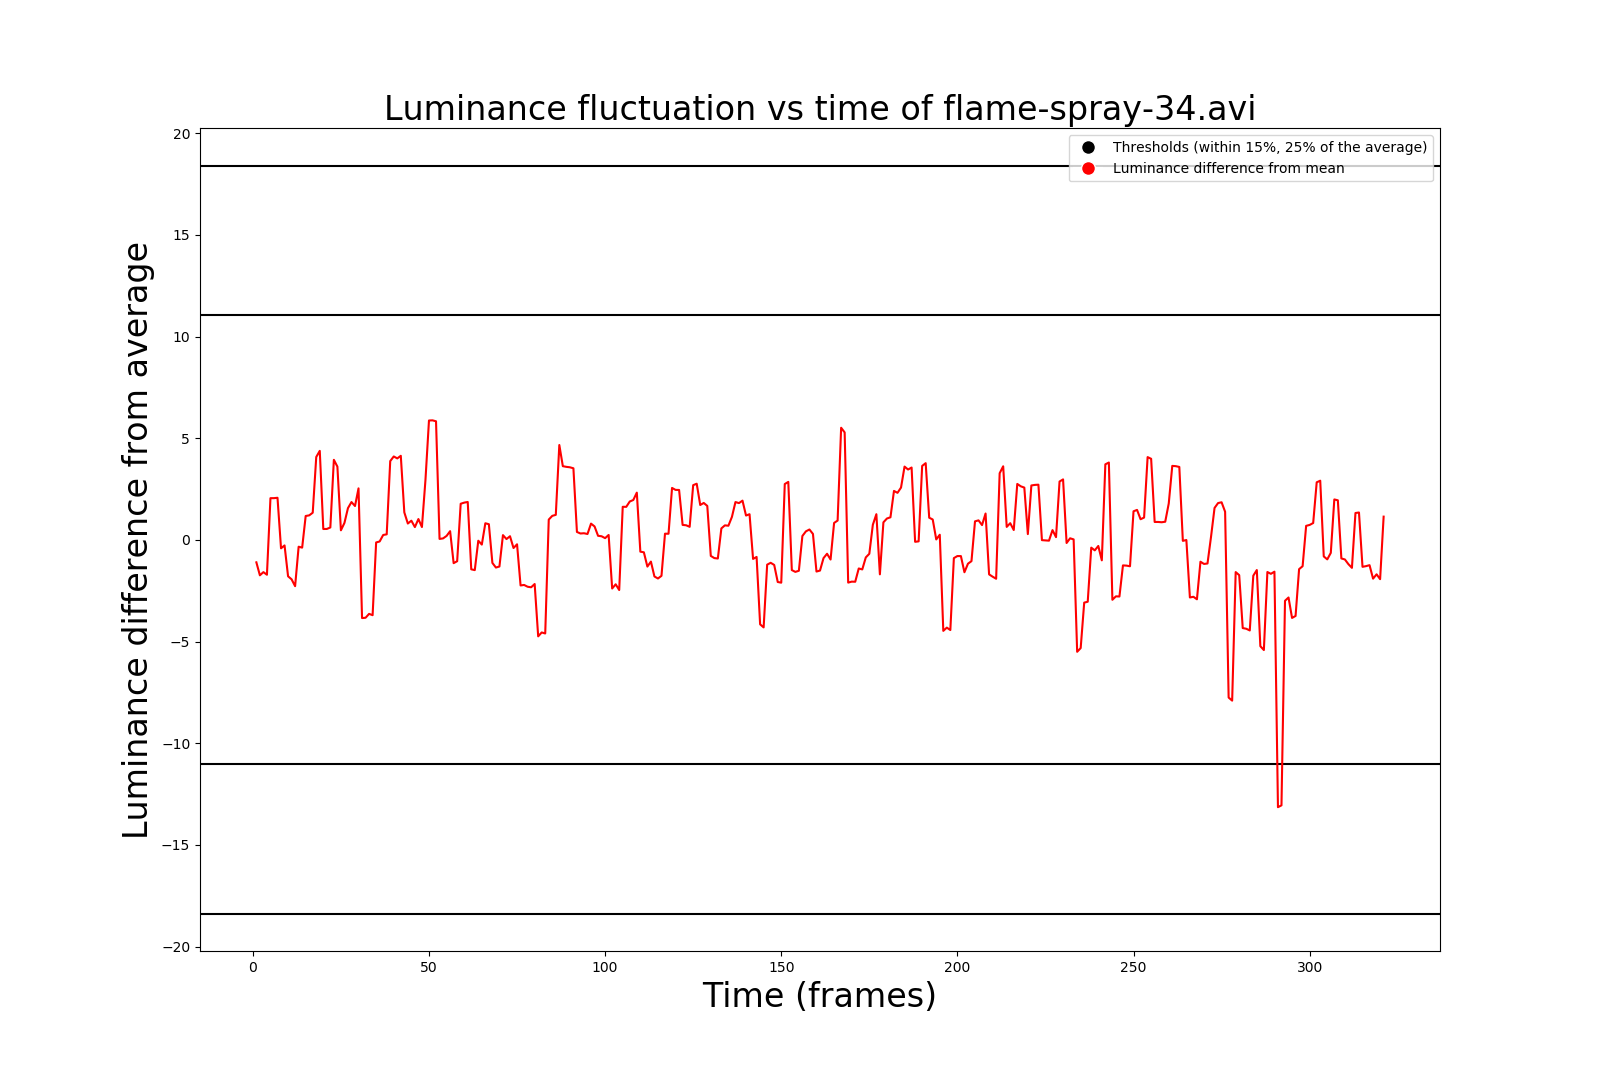 Luminance fluctuation vs time of flame-spray-34.avi
Thresholds (within 15%, 25% of the average)
Luminance difference from mean
Luminance difference from average
20
15
10
5
0
−5
−10
−15
−20
0 50 100 150 200 250 300
Time (frames)